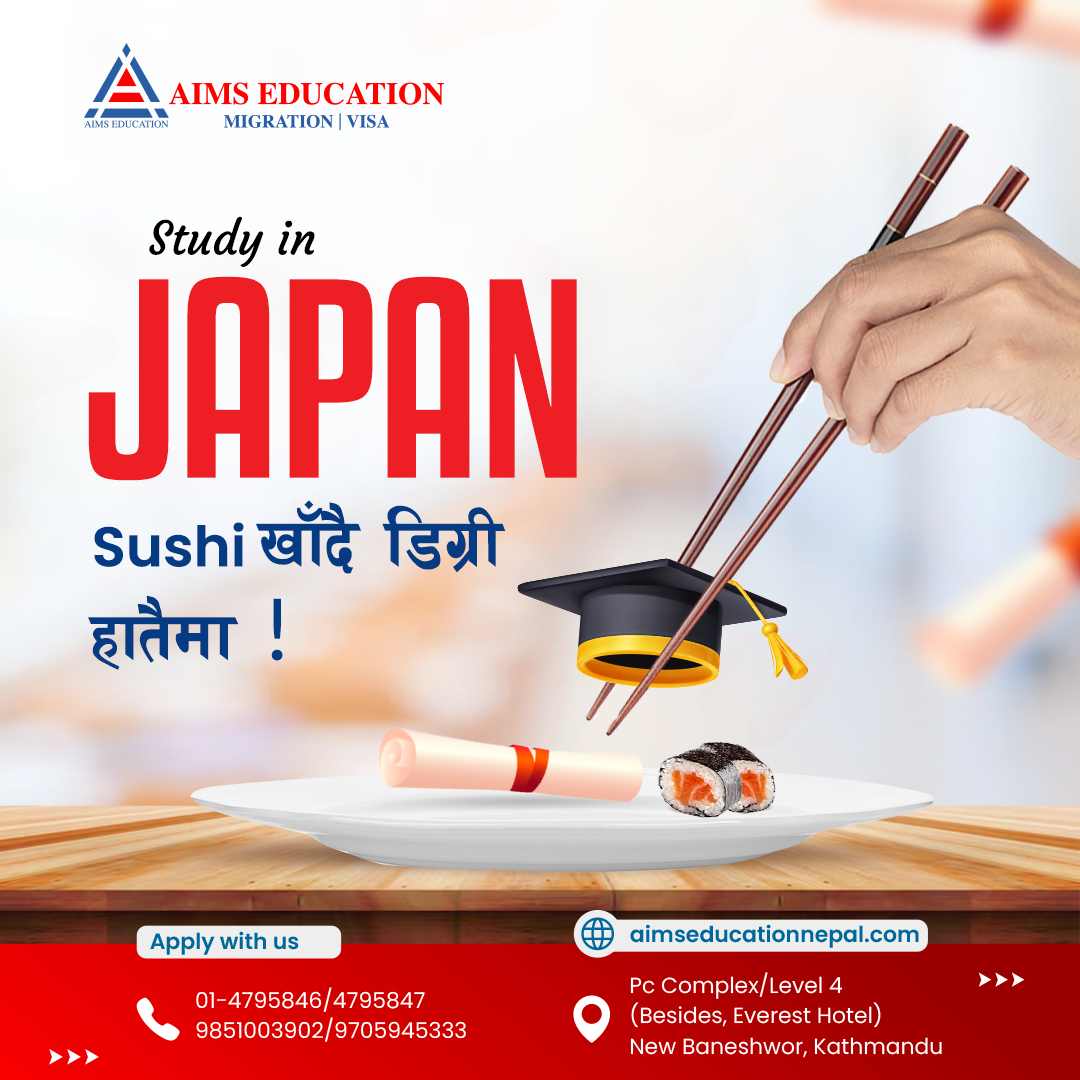 AIMS EDUCATION
AIMS EDUCATION
MIGRATION | VISA
Study in
JAPAN
Sushi खाँदै डिग्री
हातैमा !
Apply with us
01-4795846/4795847
9851003902/9705945333
aimseducationnepal.com
Pc Complex/Level 4
(Besides, Everest Hotel)
New Baneshwor, Kathmandu